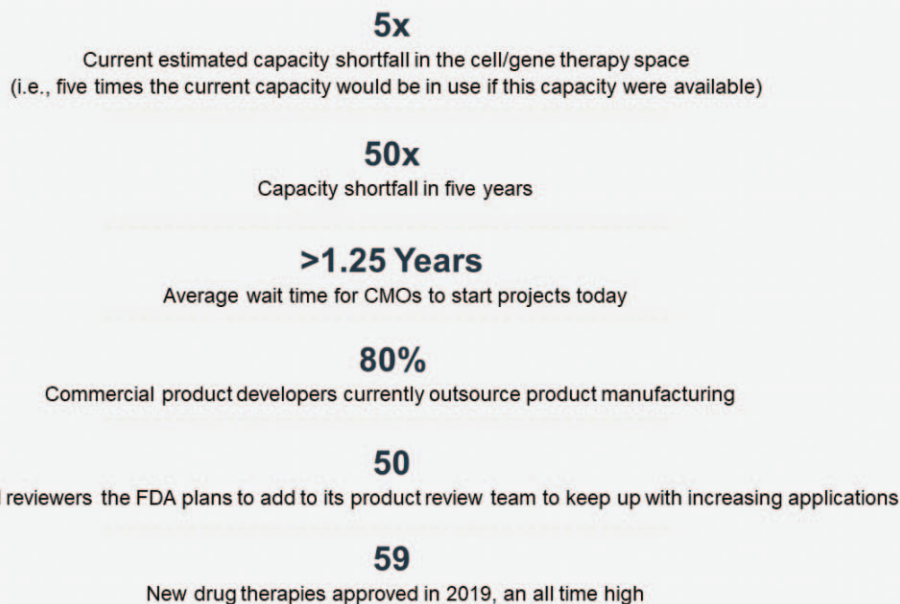 5x
Current estimated capacity shortfall in the cell/gene therapy space
(i.e., five times the current capacity would be in use if this capacity were available)
50x
Capacity shortfall in five years
>1.25 Years
Average wait time for CMOs to start projects today
80%
Commercial product developers currently outsource product manufacturing
50
reviewers the FDA plans to add to its product review team to keep up with increasing applications
59
New drug therapies approved in 2019, an all time high